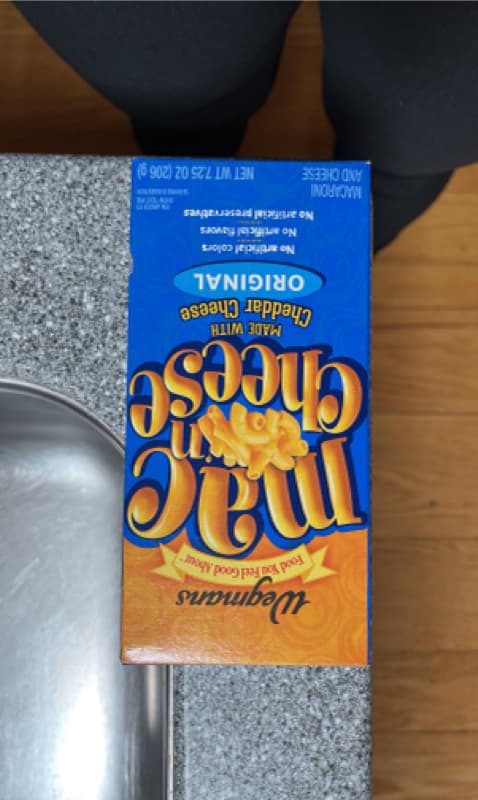 Wegmans
Food You Feel Good About™
mac
'n
cheese
MADE WITH
Cheddar Cheese
ORIGINAL
No artificial colors
No artificial flavors
No artificial preservatives
MACARONI
AND CHEESE
NET WT 7.25 OZ (206 g)